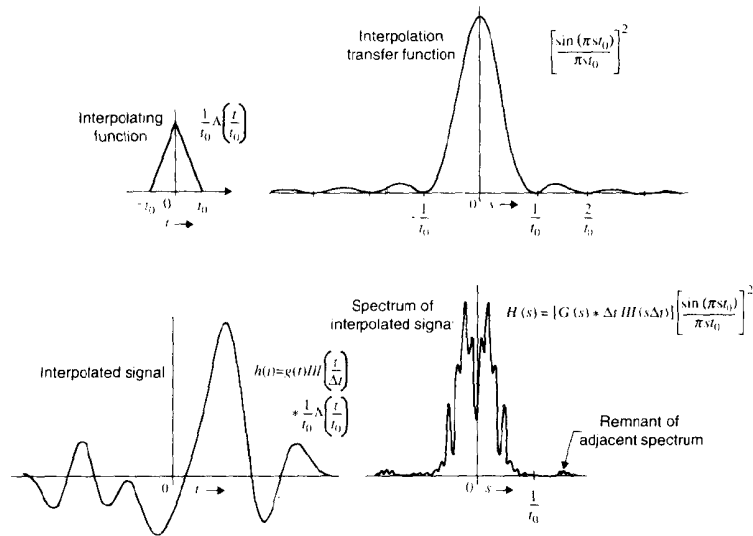 Interpolating
function
1/t₀ Λ(t/t₀)
-t₀ 0 t₀
t →
Interpolation
transfer function
[sin (πst₀)/πst₀]²
-1/t₀ 0 s → 1/t₀ 2/t₀
Interpolated signal
h(t)=g(t)III(t/Δt)
* 1/t₀ Λ(t/t₀)
0 t →
Spectrum of
interpolated signa
H (s) = [G (s) * Δt III(sΔt)] [sin (πst₀)/πst₀]²
Remnant of
adjacent spectrum
0 s →
1/t₀